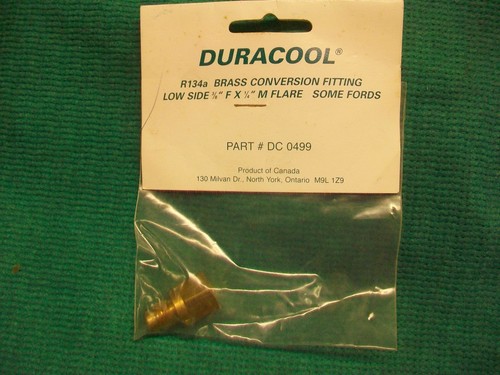 DURACOOL®
R134a BRASS CONVERSION FITTING
LOW SIDE ⅜" F X ¼" M FLARE SOME FORDS
PART # DC 0499
Product of Canada
130 Milvan Dr., North York, Ontario M9L 1Z9